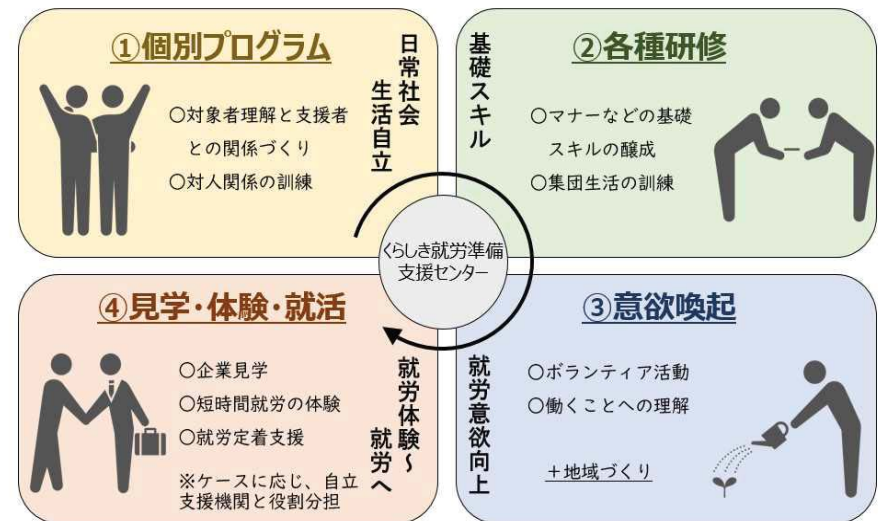 ①個別プログラム
日常社会
生活自立
○対象者理解と支援者
との関係づくり
○対人関係の訓練
②各種研修
基礎スキル
○マナーなどの基礎
スキルの醸成
○集団生活の訓練
くらしき就労準備
支援センター
③意欲喚起
就労意欲向上
○ボランティア活動
○働くことへの理解
+地域づくり
④見学・体験・就活
就労体験~
就労へ
○企業見学
○短時間就労の体験
○就労定着支援
※ケースに応じ、自立
支援機関と役割分担